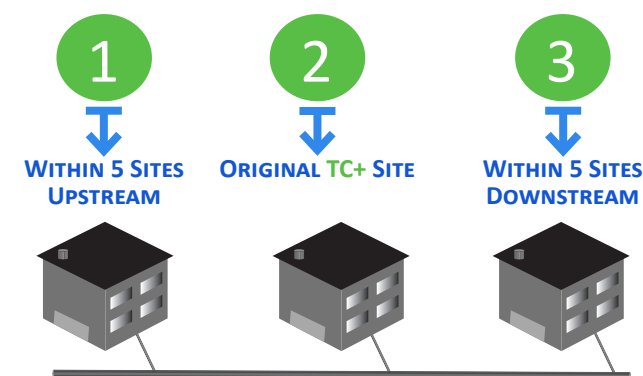 1
2
3
WITHIN 5 SITES
UPSTREAM
ORIGINAL TC+ SITE
WITHIN 5 SITES
DOWNSTREAM